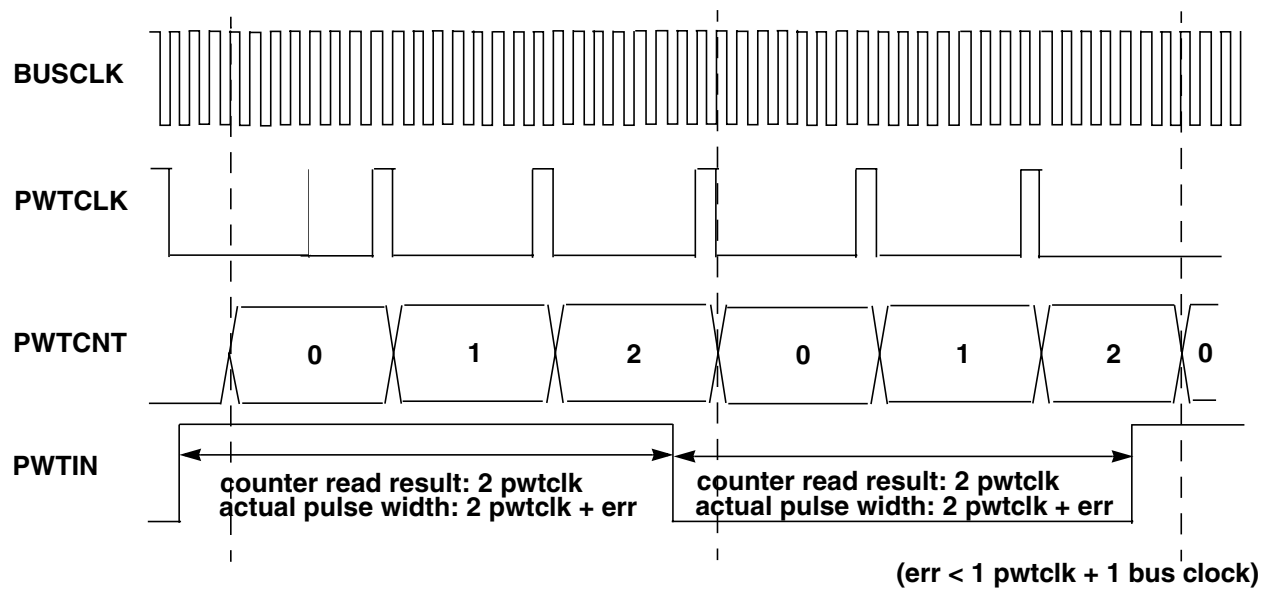 BUSCLK
PWTCLK
PWTCNT
0 1 2 0 1 2 0
PWTIN
counter read result: 2 pwtclk
actual pulse width: 2 pwtclk + err
counter read result: 2 pwtclk
actual pulse width: 2 pwtclk + err
(err < 1 pwtclk + 1 bus clock)